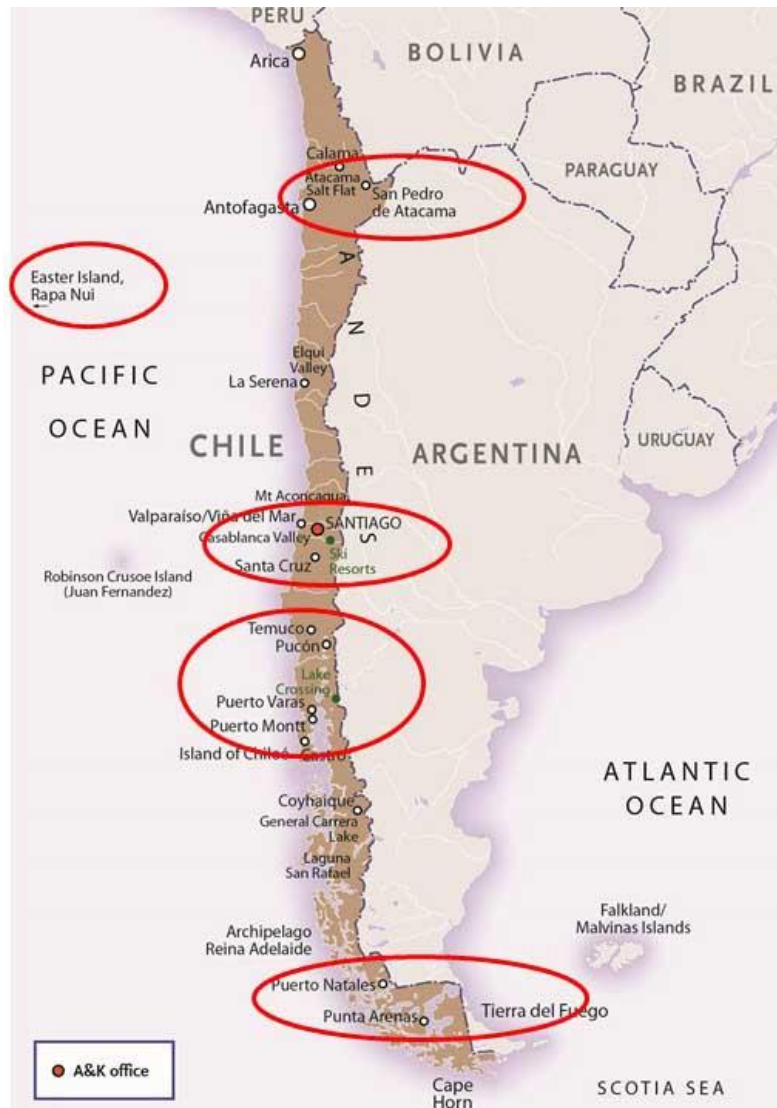 PERU
BOLIVIA
BRAZIL
Arica
Calama
PARAGUAY
Atacama
Salt Flat
San Pedro
de Atacama
Antofagasta
Easter Island,
Rapa Nui
ANDES
Elqui
Valley
La Serena
PACIFIC
OCEAN
CHILE
ARGENTINA
URUGUAY
Mt Aconcagua
Valparaíso/Viña del Mar
SANTIAGO
Casablanca Valley
Ski
Resorts
Santa Cruz
Robinson Crusoe Island
(Juan Fernandez)
Temuco
Pucón
Lake
Crossing
Puerto Varas
Puerto Montt
Island of Chiloé
Castro
ATLANTIC
OCEAN
Coyhaique
General Carrera
Lake
Laguna
San Rafael
Falkland/
Malvinas Islands
Archipelago
Reina Adelaide
Puerto Natales
Punta Arenas
Tierra del Fuego
A&K office
Cape
Horn
SCOTIA SEA